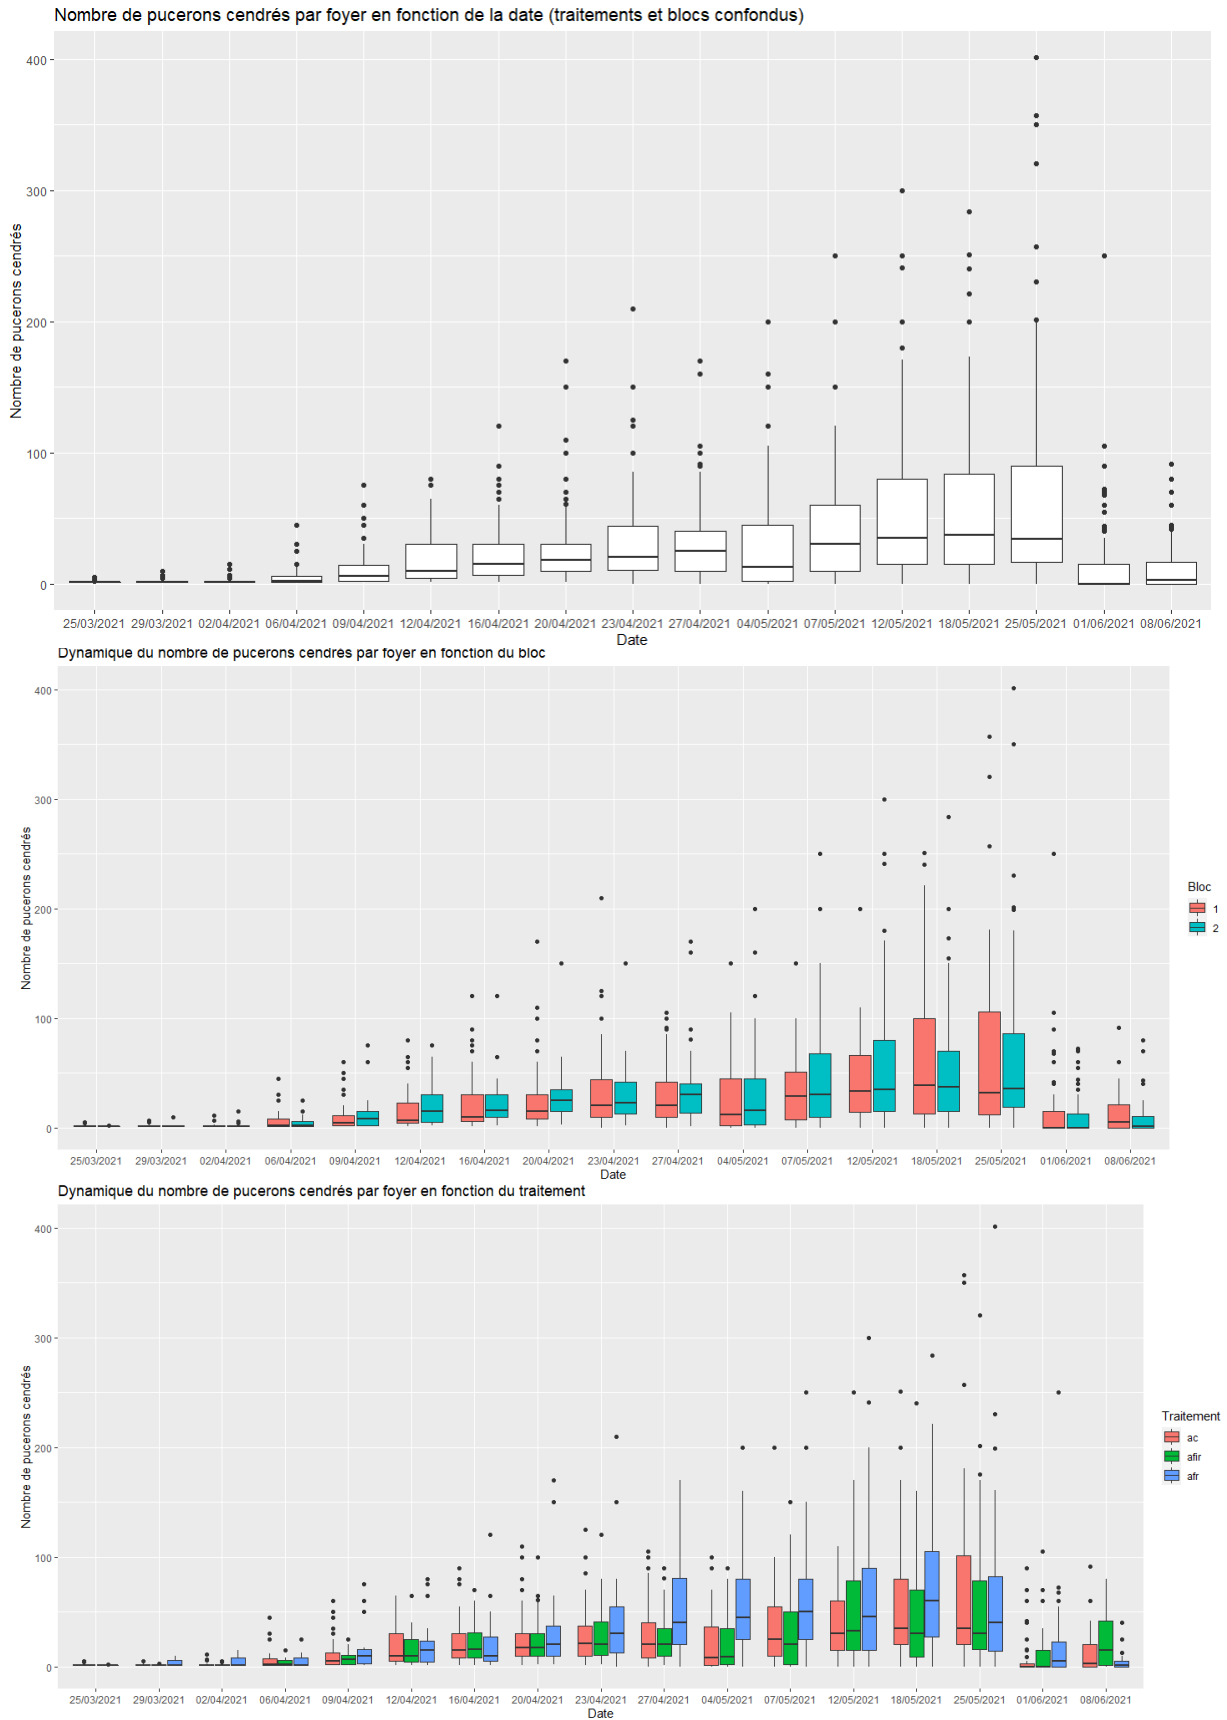 Nombre de pucerons cendrés par foyer en fonction de la date (traitements et blocs confondus)
Nombre de pucerons cendrés
400
300
200
100
0
25/03/2021 29/03/2021 02/04/2021 06/04/2021 09/04/2021 12/04/2021 16/04/2021 20/04/2021 23/04/2021 27/04/2021 04/05/2021 07/05/2021 12/05/2021 18/05/2021 25/05/2021 01/06/2021 08/06/2021
Date
Dynamique du nombre de pucerons cendrés par foyer en fonction du bloc
Nombre de pucerons cendrés
400
300
200
100
0
25/03/2021 29/03/2021 02/04/2021 06/04/2021 09/04/2021 12/04/2021 16/04/2021 20/04/2021 23/04/2021 27/04/2021 04/05/2021 07/05/2021 12/05/2021 18/05/2021 25/05/2021 01/06/2021 08/06/2021
Date
Bloc
1
2
Dynamique du nombre de pucerons cendrés par foyer en fonction du traitement
Nombre de pucerons cendrés
400
300
200
100
0
25/03/2021 29/03/2021 02/04/2021 06/04/2021 09/04/2021 12/04/2021 16/04/2021 20/04/2021 23/04/2021 27/04/2021 04/05/2021 07/05/2021 12/05/2021 18/05/2021 25/05/2021 01/06/2021 08/06/2021
Date
Traitement
ac
afir
afr